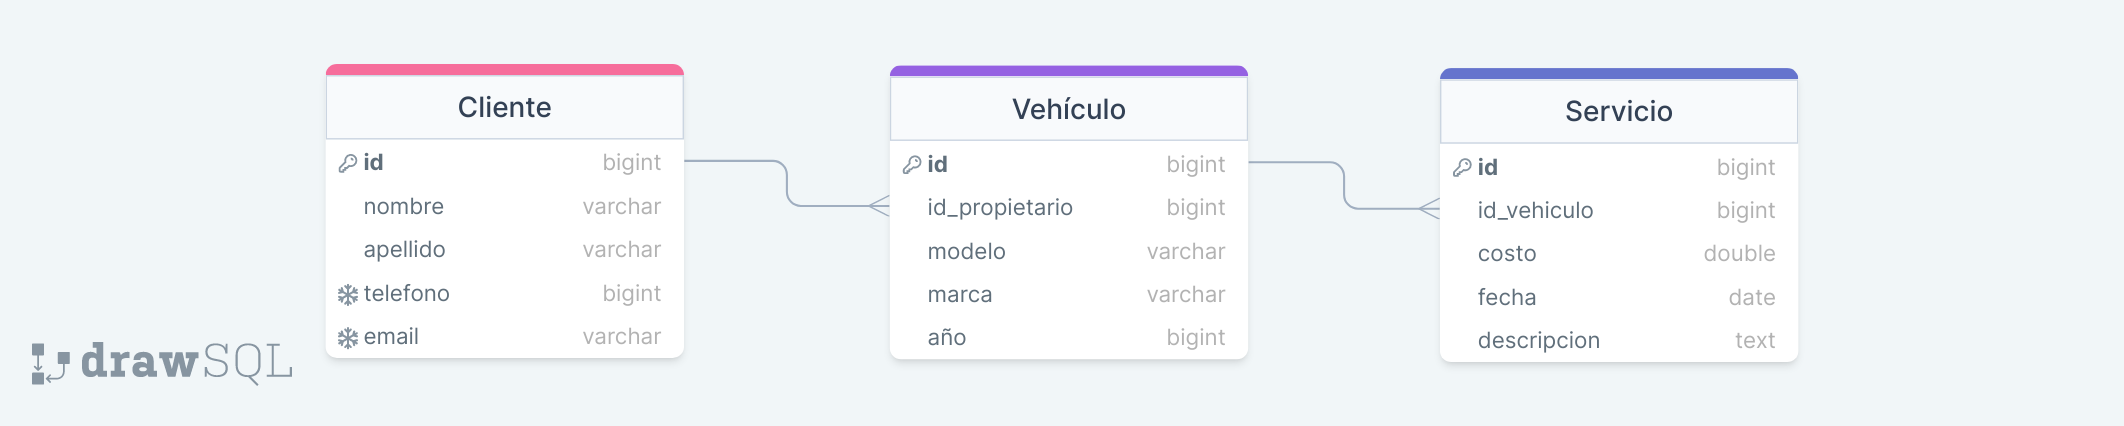 Cliente
id bigint
nombre varchar
apellido varchar
telefono bigint
email varchar
Vehículo
id bigint
id_propietario bigint
modelo varchar
marca varchar
año bigint
Servicio
id bigint
id_vehiculo bigint
costo double
fecha date
descripcion text
drawSQL